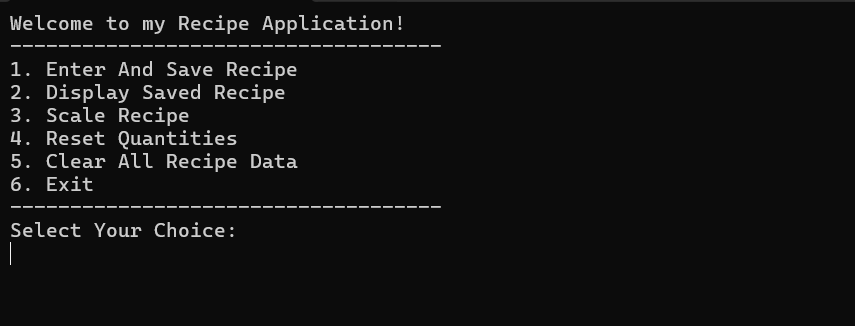 Welcome to my Recipe Application!
------------------------------------
1. Enter And Save Recipe
2. Display Saved Recipe
3. Scale Recipe
4. Reset Quantities
5. Clear All Recipe Data
6. Exit
------------------------------------
Select Your Choice: